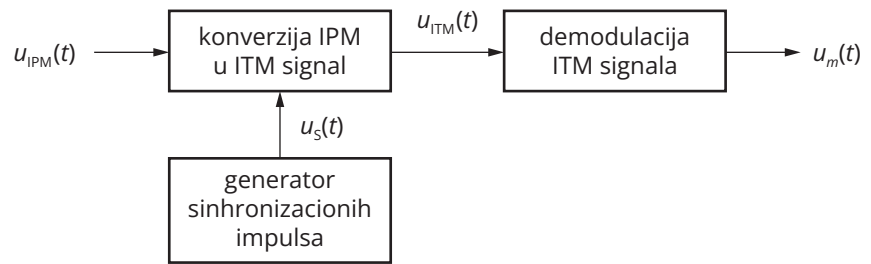 u_IPM(t)
konverzija IPM
u ITM signal
u_ITM(t)
demodulacija
ITM signala
u_m(t)
u_S(t)
generator
sinhronizacionih
impulsa